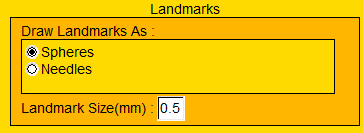 Landmarks
Draw Landmarks As :
Spheres
Needles
Landmark Size(mm) : 0.5